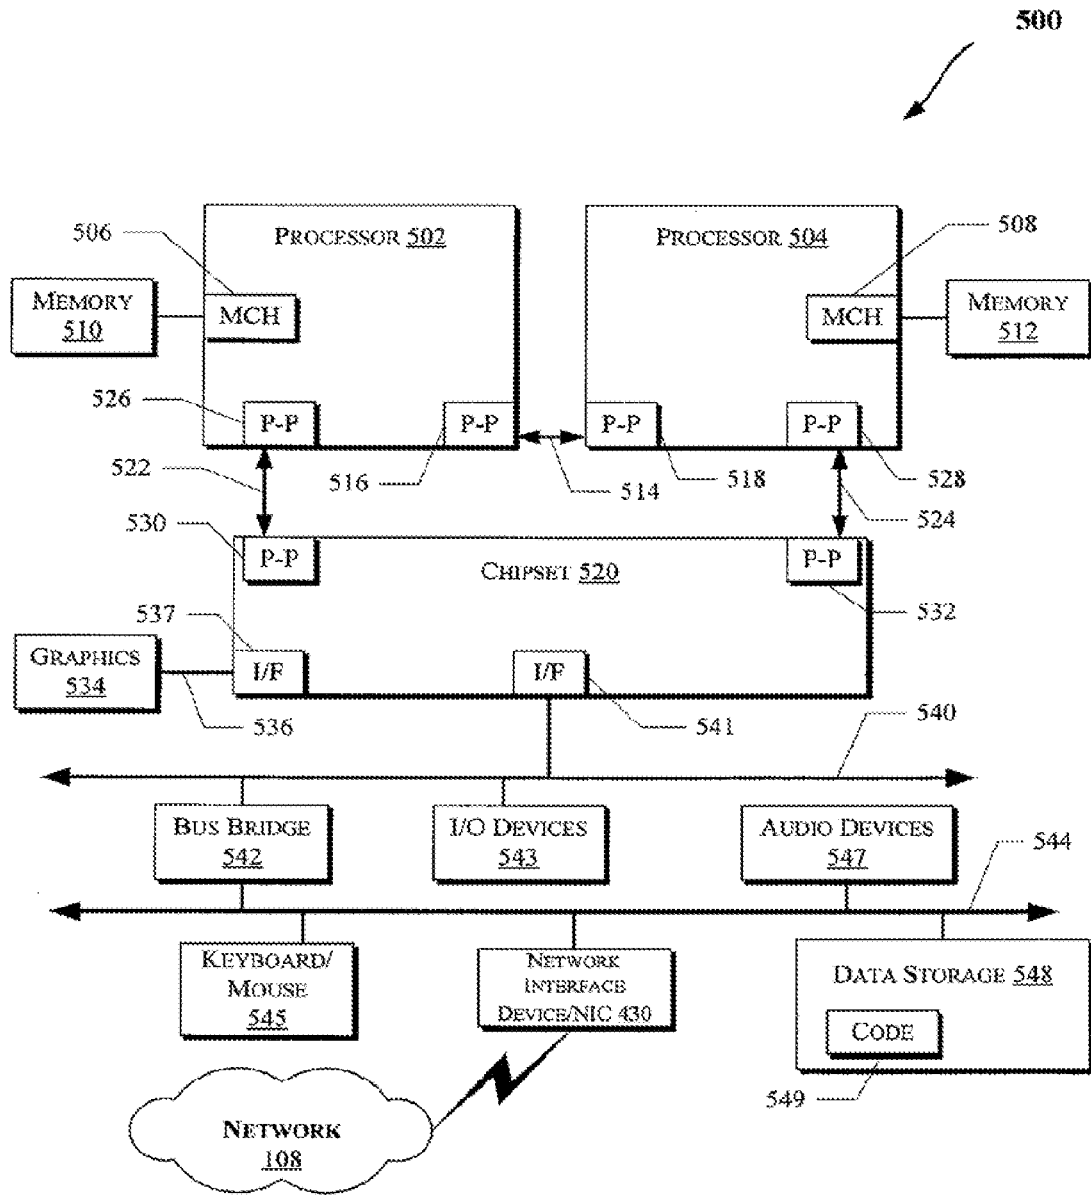 500
PROCESSOR 502
PROCESSOR 504
506
508
MEMORY
510
MCH
MCH
MEMORY
512
526
P-P
P-P
P-P
P-P
522
516
514
518
528
524
530
P-P
CHIPSET 520
P-P
532
537
GRAPHICS
534
I/F
I/F
536
541
540
BUS BRIDGE
542
I/O DEVICES
543
AUDIO DEVICES
547
544
KEYBOARD/
MOUSE
545
NETWORK
INTERFACE
DEVICE/NIC 430
DATA STORAGE 548
CODE
549
NETWORK
108